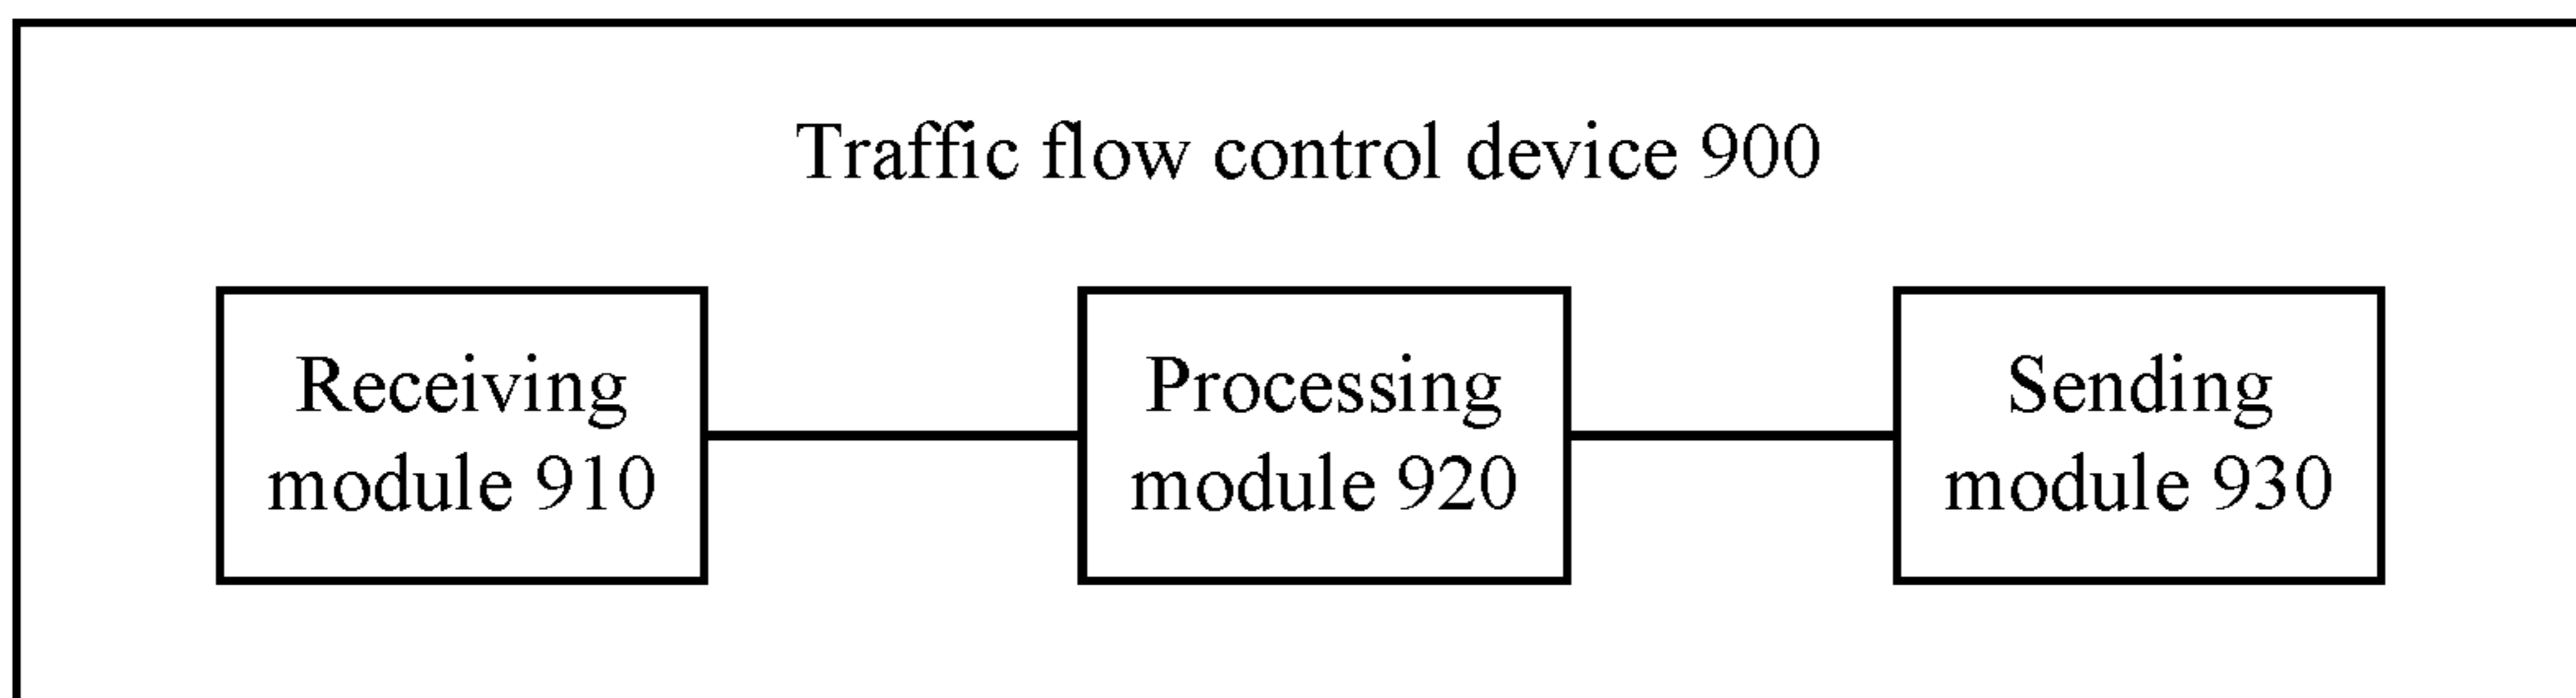 Traffic flow control device 900
Receiving
module 910
Processing
module 920
Sending
module 930